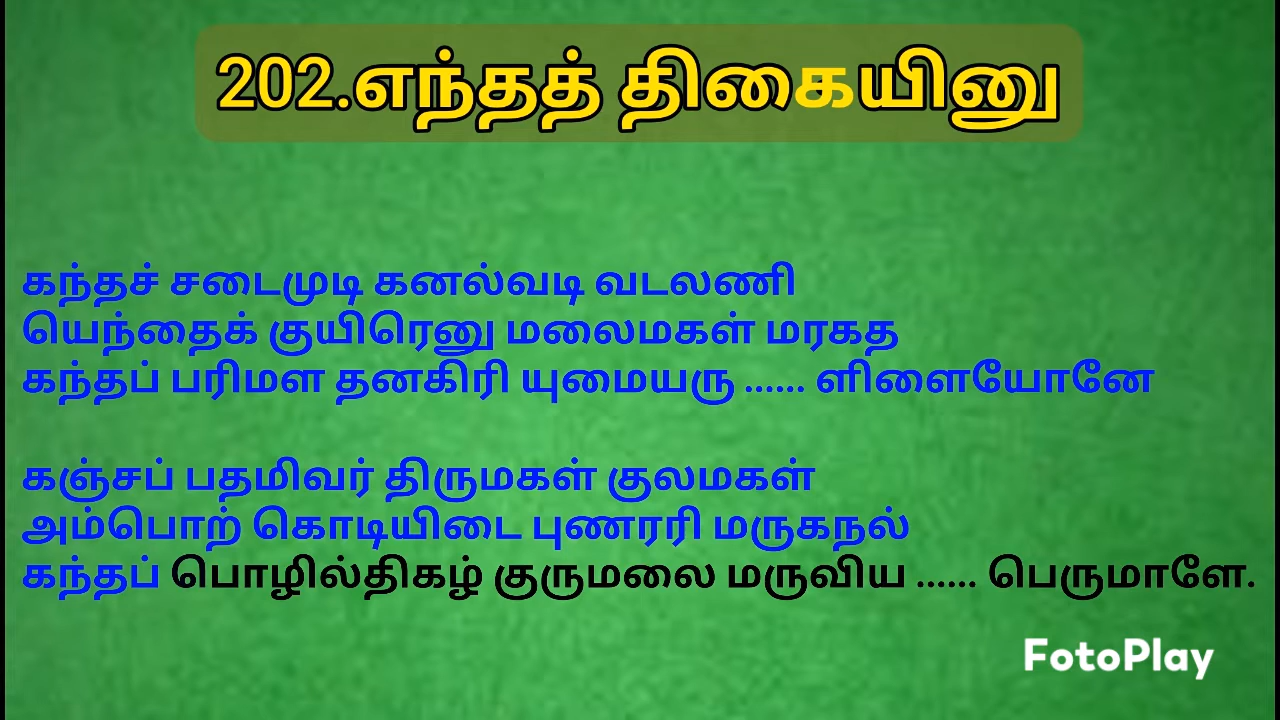 202.எந்தத் திகையினு
கந்தச் சடைமுடி கனல்வடி வடலணி
யெந்தைக் குயிரெனு மலைமகள் மரகத
கந்தப் பரிமள தனகிரி யுமையரு ...... ளிளையோனே
கஞ்சப் பதமிவர் திருமகள் குலமகள்
அம்பொற் கொடியிடை புணரரி மருகநல்
கந்தப் பொழில்திகழ் குருமலை மருவிய ...... பெருமாளே.
FotoPlay